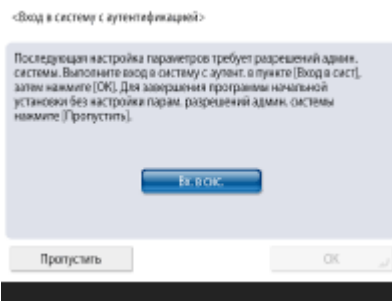 <Вход в систему с аутентификацией>
Последующая настройка параметров требует разрешений админ.
системы. Выполните вход в систему с аутент. в пункте [Вход в сист],
затем нажмите [OK]. Для завершения программы начальной
установки без настройки парам. разрешений админ. системы
нажмите [Пропустить].
Вх. в сис.
Пропустить
OK